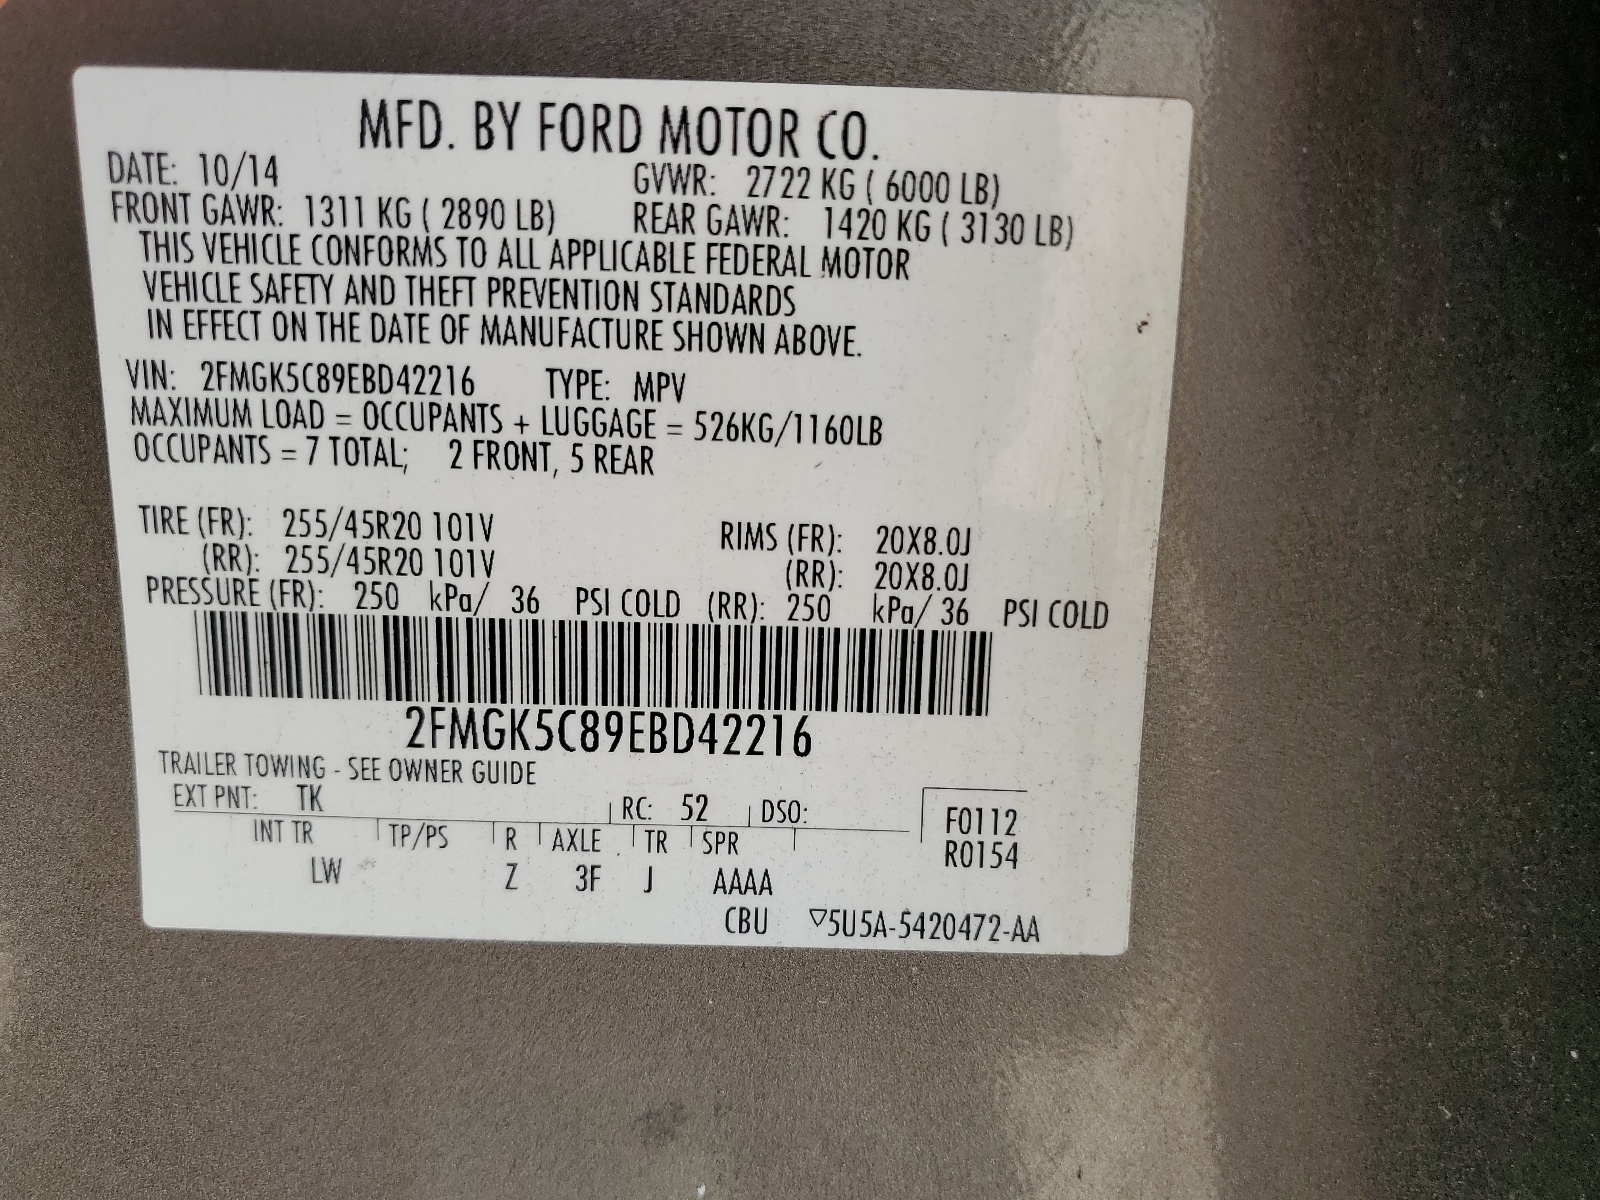 MFD. BY FORD MOTOR CO.
DATE: 10/14 GVWR: 2722 KG ( 6000 LB)
FRONT GAWR: 1311 KG ( 2890 LB) REAR GAWR: 1420 KG ( 3130 LB)
THIS VEHICLE CONFORMS TO ALL APPLICABLE FEDERAL MOTOR
VEHICLE SAFETY AND THEFT PREVENTION STANDARDS
IN EFFECT ON THE DATE OF MANUFACTURE SHOWN ABOVE.
VIN: 2FMGK5C89EBD42216 TYPE: MPV
MAXIMUM LOAD = OCCUPANTS + LUGGAGE = 526KG/1160LB
OCCUPANTS = 7 TOTAL; 2 FRONT, 5 REAR
TIRE (FR): 255/45R20 101V RIMS (FR): 20X8.0J
(RR): 255/45R20 101V (RR): 20X8.0J
PRESSURE (FR): 250 kPa/ 36 PSI COLD (RR): 250 kPa/ 36 PSI COLD
2FMGK5C89EBD42216
TRAILER TOWING - SEE OWNER GUIDE
EXT PNT: TK RC: 52 DSO: F0112
INT TR TP/PS R AXLE TR SPR R0154
LW Z 3F J AAAA
CBU ▽5U5A-5420472-AA